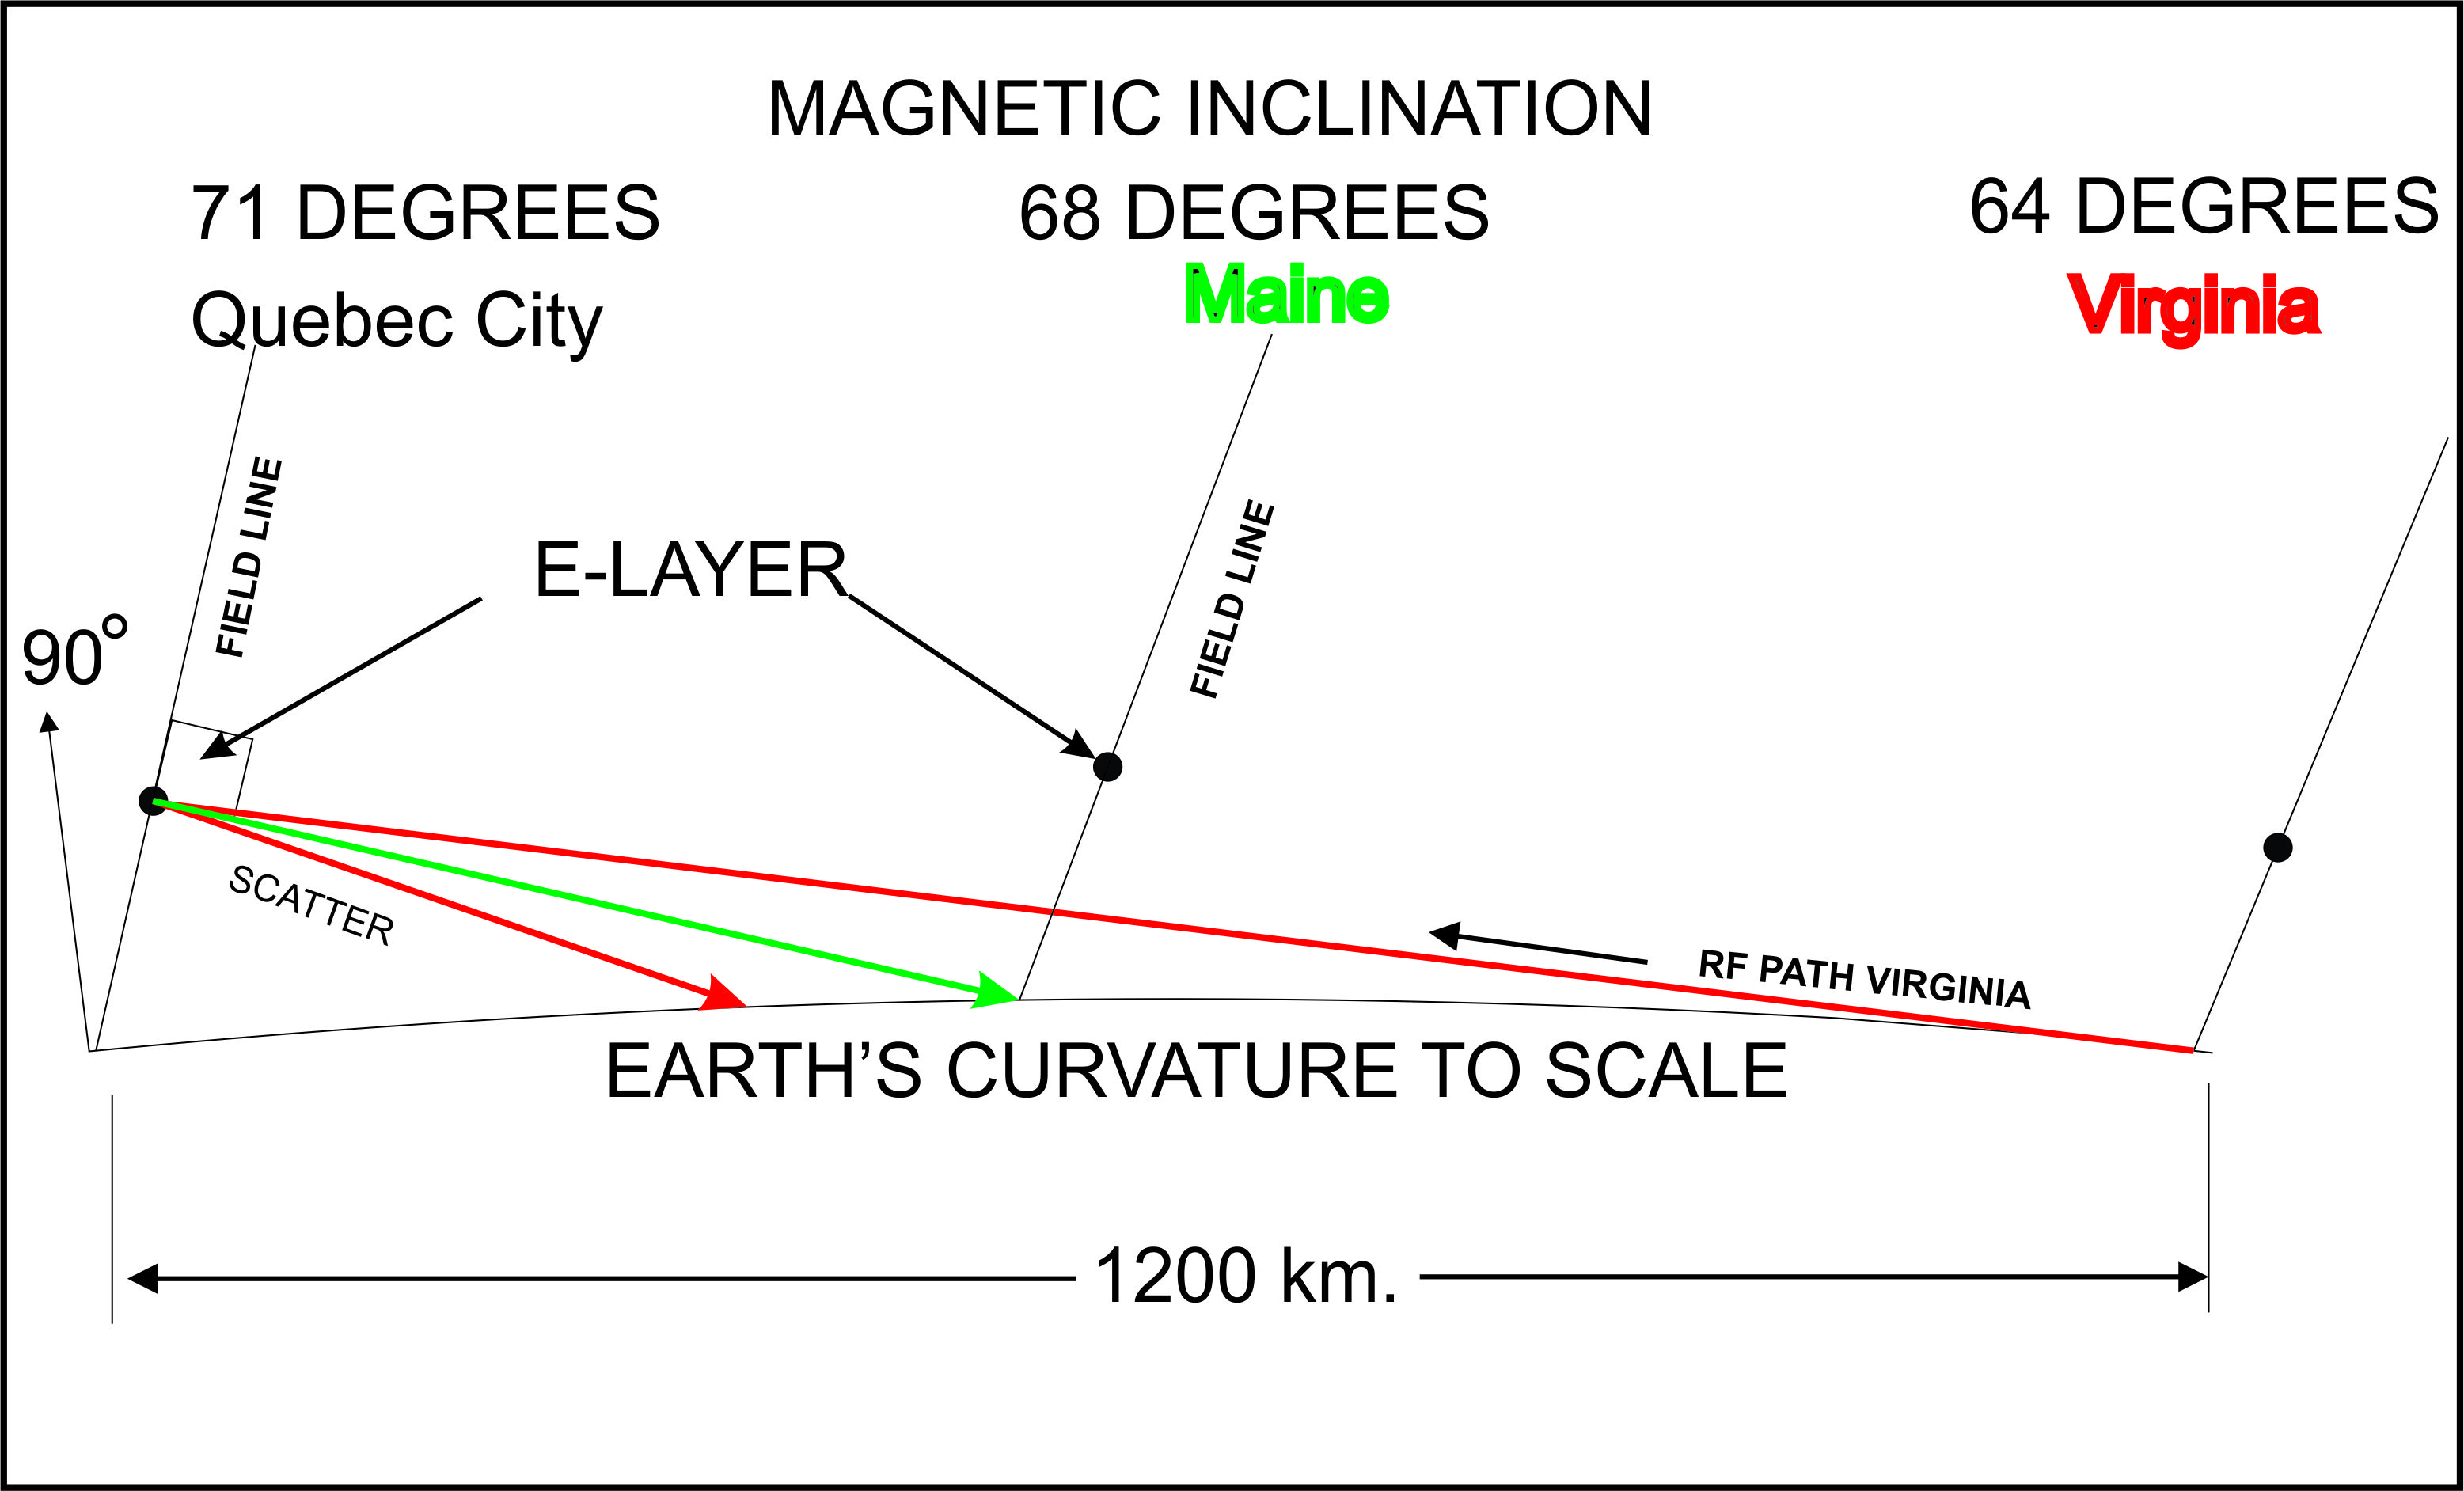 MAGNETIC INCLINATION
71 DEGREES
68 DEGREES
64 DEGREES
Quebec City
Maine
Virginia
FIELD LINE
FIELD LINE
E-LAYER
90°
SCATTER
RF PATH VIRGINIA
EARTH’S CURVATURE TO SCALE
1200 km.